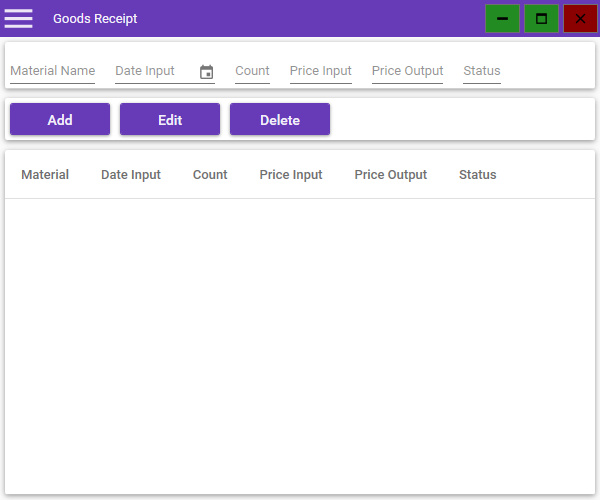 Goods Receipt
Material Name Date Input Count Price Input Price Output Status
Add Edit Delete
Material Date Input Count Price Input Price Output Status